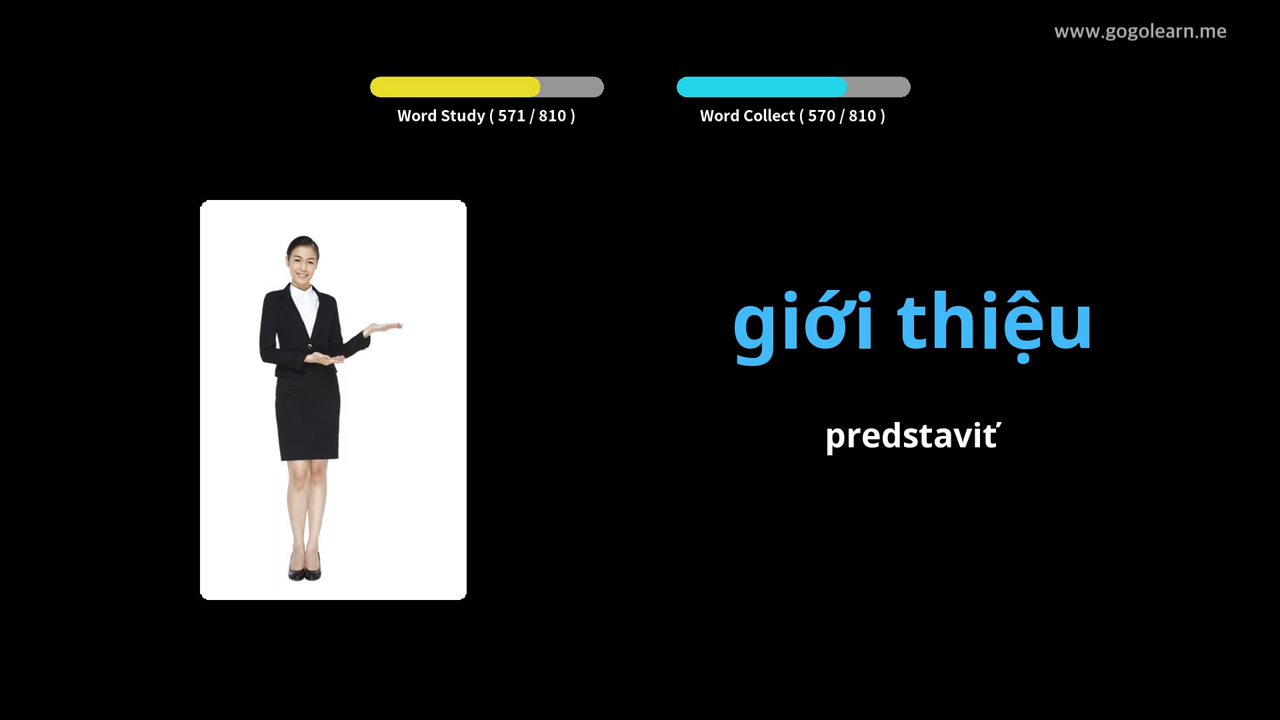 www.gogolearn.me
Word Study ( 571 / 810 )
Word Collect ( 570 / 810 )
giới thiệu
predstaviť